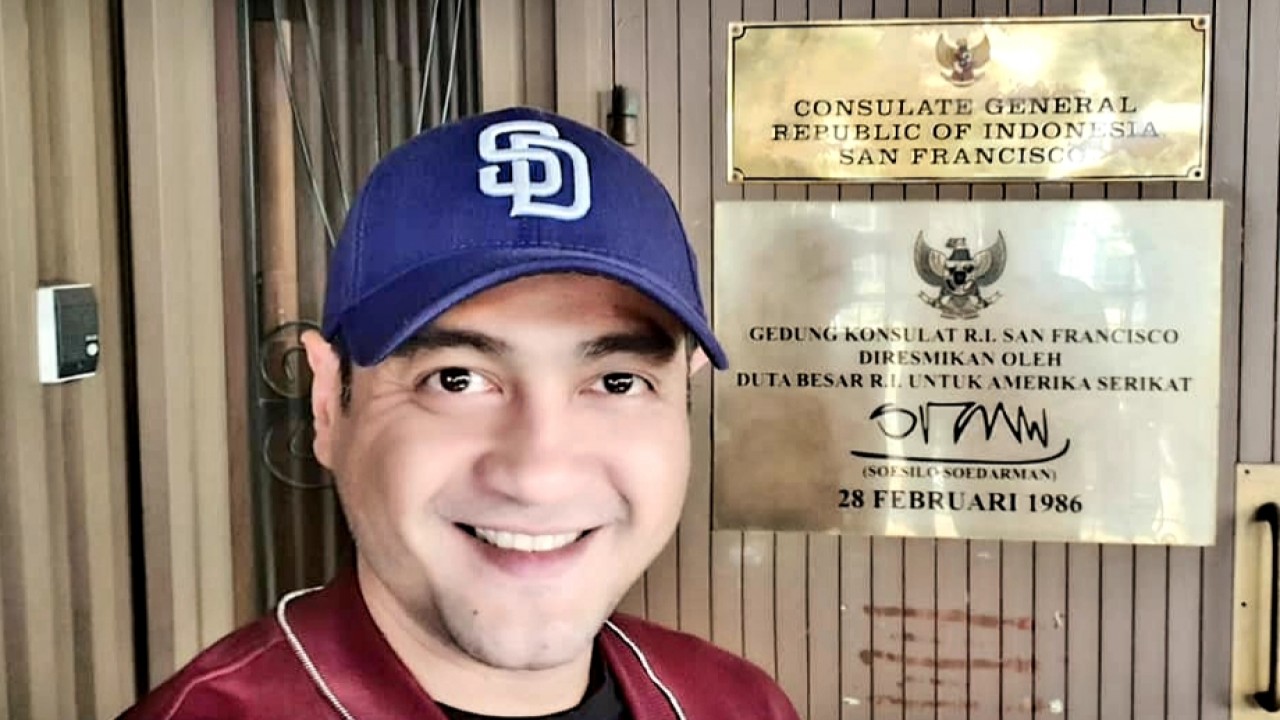 SD
CONSULATE GENERAL
REPUBLIC OF INDONESIA
SAN FRANCISCO
GEDUNG KONSULAT R.I. SAN FRANCISCO
DIRESMIKAN OLEH
DUTA BESAR R.I. UNTUK AMERIKA SERIKAT
(SOESILO SOEDARMAN)
28 FEBRUARI 1986